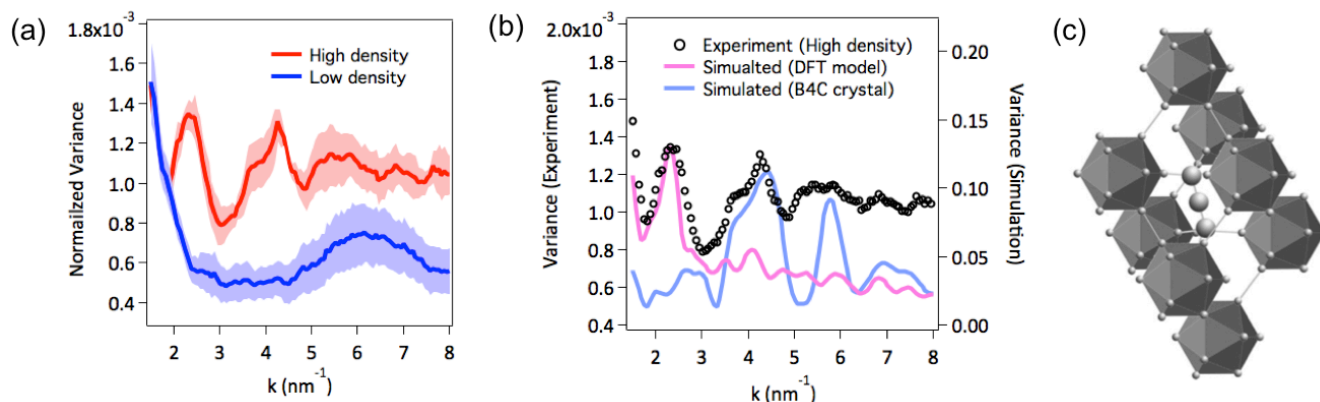 (a)
1.8x10⁻³
1.6
1.4
1.2
1.0
0.8
0.6
0.4
Normailzed Variance
High density
Low density
2 3 4 5 6 7 8
k (nm⁻¹)
(b)
2.0x10⁻³
1.8
1.6
1.4
1.2
1.0
0.8
0.6
0.4
Variance (Experiment)
Experiment (High density)
Simualted (DFT model)
Simulated (B4C crystal)
0.20
0.15
0.10
0.05
0.00
Variance (Simulation)
2 3 4 5 6 7 8
k (nm⁻¹)
(c)